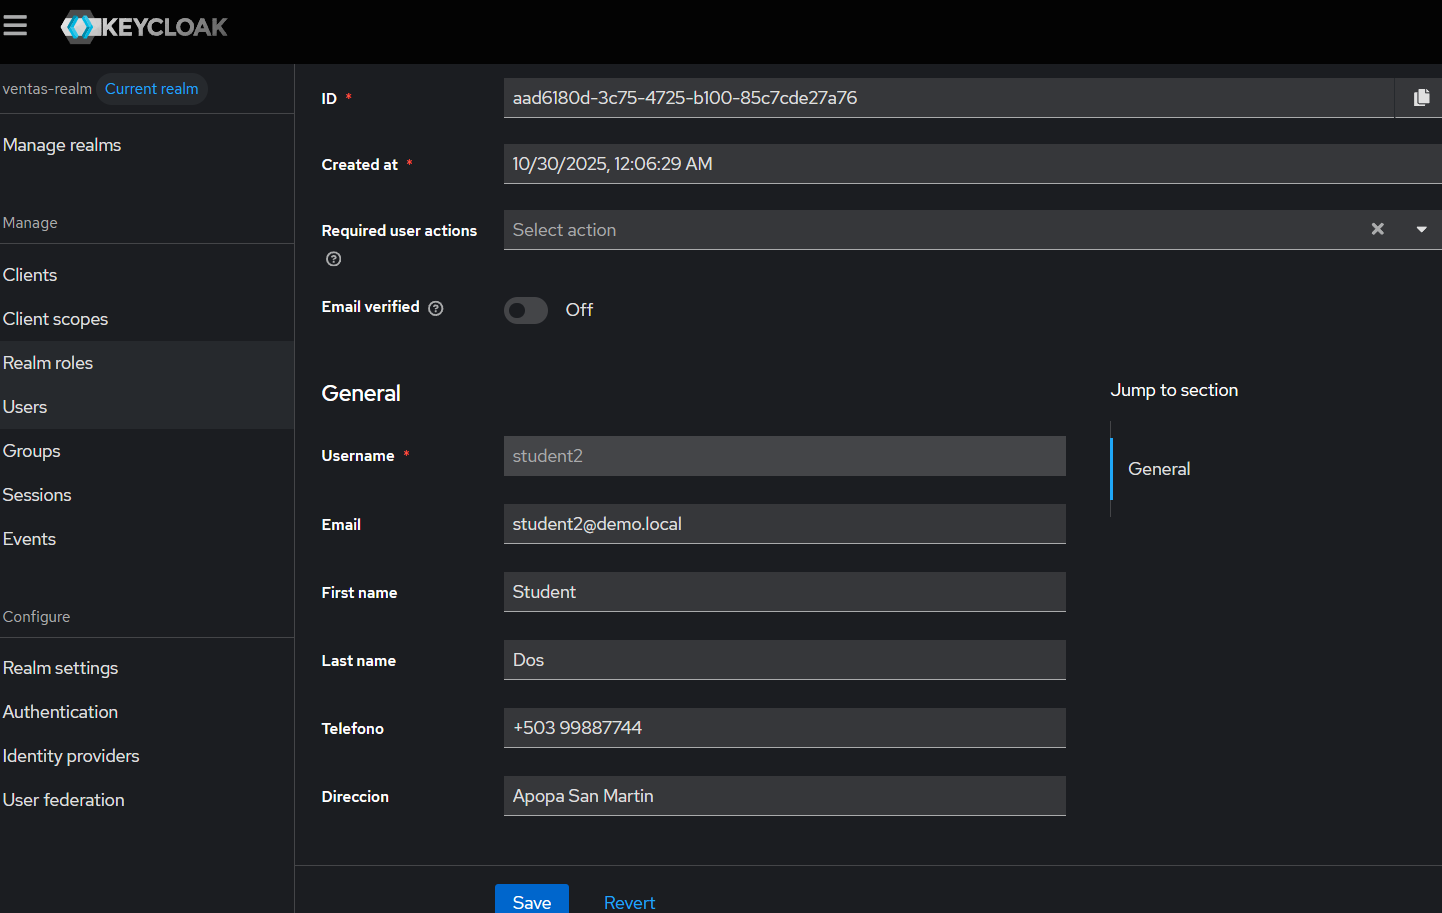 KEYCLOAK
ventas-realm Current realm
Manage realms
Manage
Clients
Client scopes
Realm roles
Users
Groups
Sessions
Events
Configure
Realm settings
Authentication
Identity providers
User federation
ID * aad6180d-3c75-4725-b100-85c7cde27a76
Created at * 10/30/2025, 12:06:29 AM
Required user actions Select action
Email verified Off
General
Username * student2
Email student2@demo.local
First name Student
Last name Dos
Telefono +503 99887744
Direccion Apopa San Martin
Save Revert
Jump to section
General